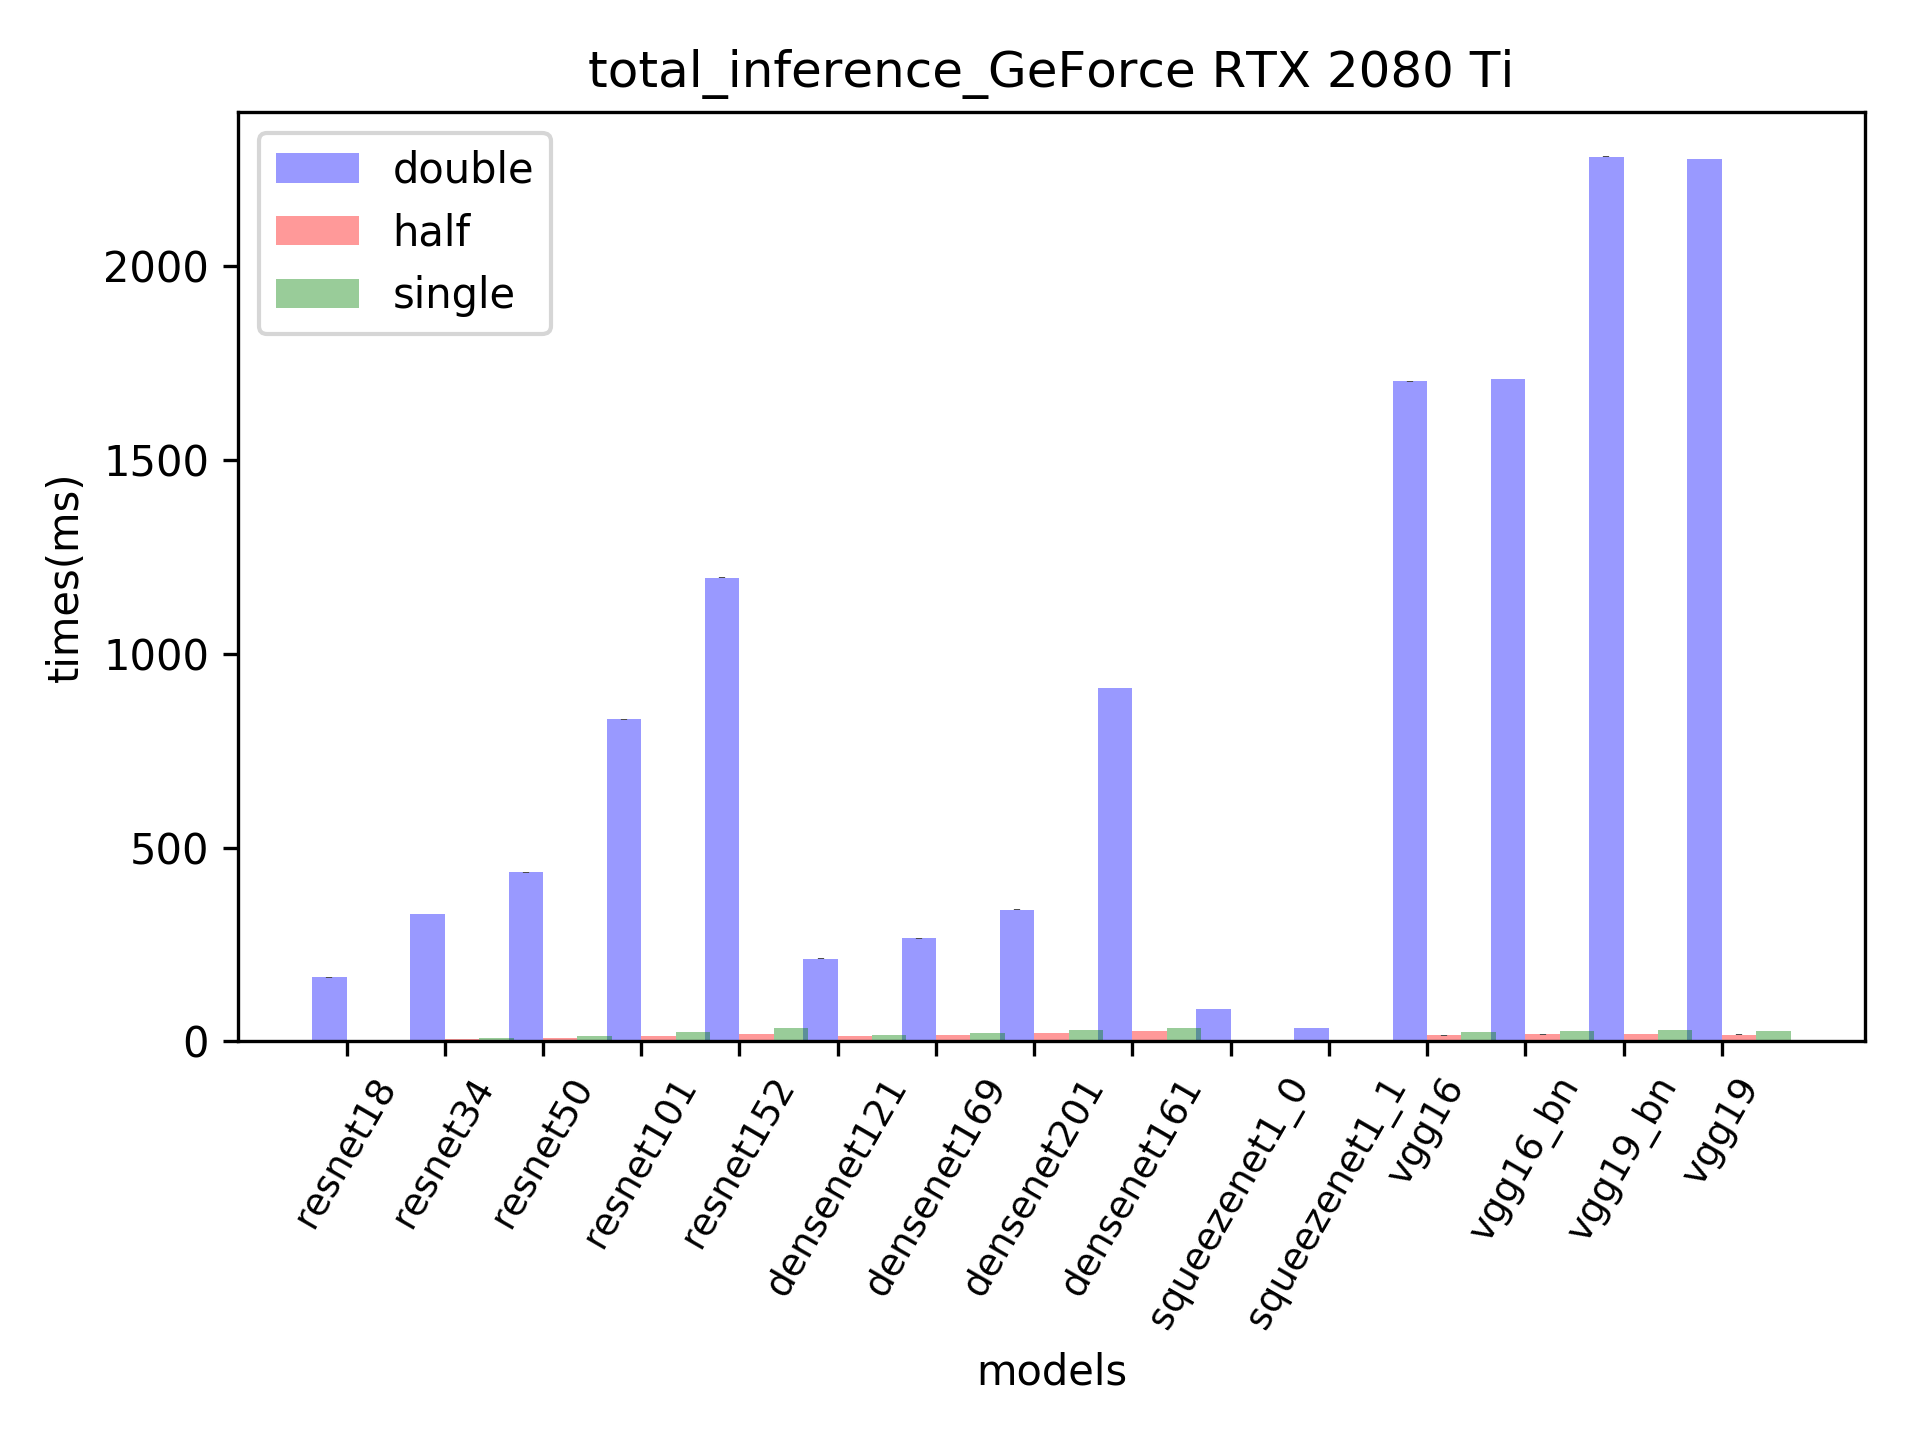 total_inference_GeForce RTX 2080 Ti
double
half
single
times(ms)
2000
1500
1000
500
0
resnet18
resnet34
resnet50
resnet101
resnet152
densenet121
densenet169
densenet201
densenet161
squeezenet1_0
squeezenet1_1
vgg16
vgg16_bn
vgg19_bn
vgg19
models